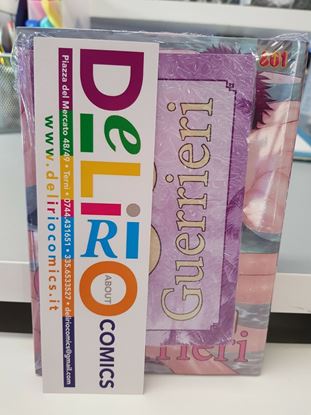 DeLiRiO
ABOUT
COMICS
Piazza del Mercato 48/49 • Terni • 0744.431651 • 335.6533527 • deliriocomics@gmail.com
www.deliriocomics.it
Guerrieri
rieri